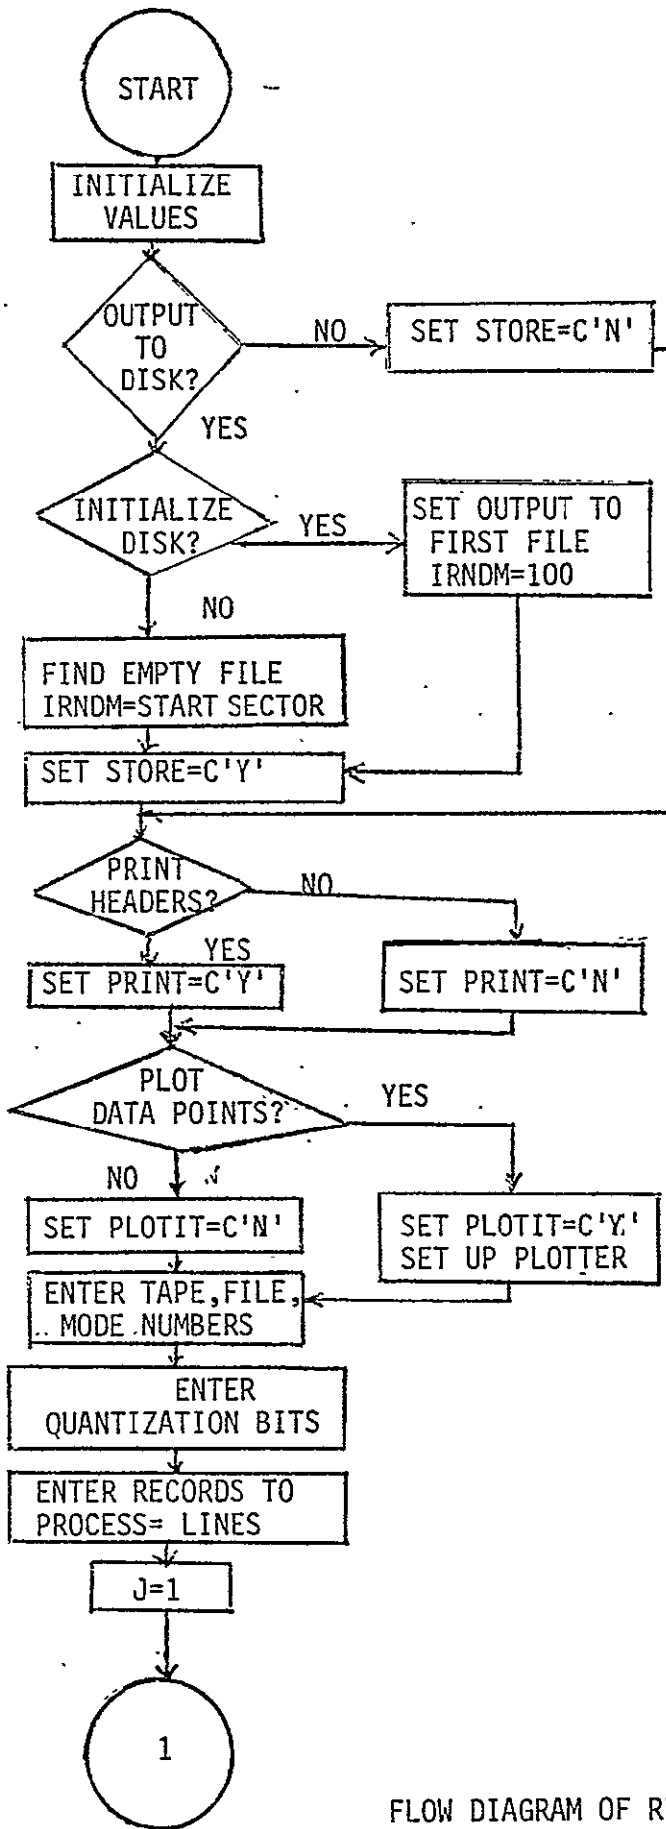 START
INITIALIZE
VALUES
OUTPUT
TO
DISK?
NO
SET STORE=C'N'
YES
INITIALIZE
DISK?
YES
SET OUTPUT TO
FIRST FILE
IRNDM=100
NO
FIND EMPTY FILE
IRNDM=START SECTOR
SET STORE=C'Y'
PRINT
HEADERS?
NO
YES
SET PRINT=C'Y'
SET PRINT=C'N'
PLOT
DATA POINTS?
YES
NO
SET PLOTIT=C'N'
SET PLOTIT=C'Y'
SET UP PLOTTER
ENTER TAPE,FILE,
MODE NUMBERS
ENTER
QUANTIZATION BITS
ENTER RECORDS TO
PROCESS= LINES
J=1
1
FLOW DIAGRAM OF